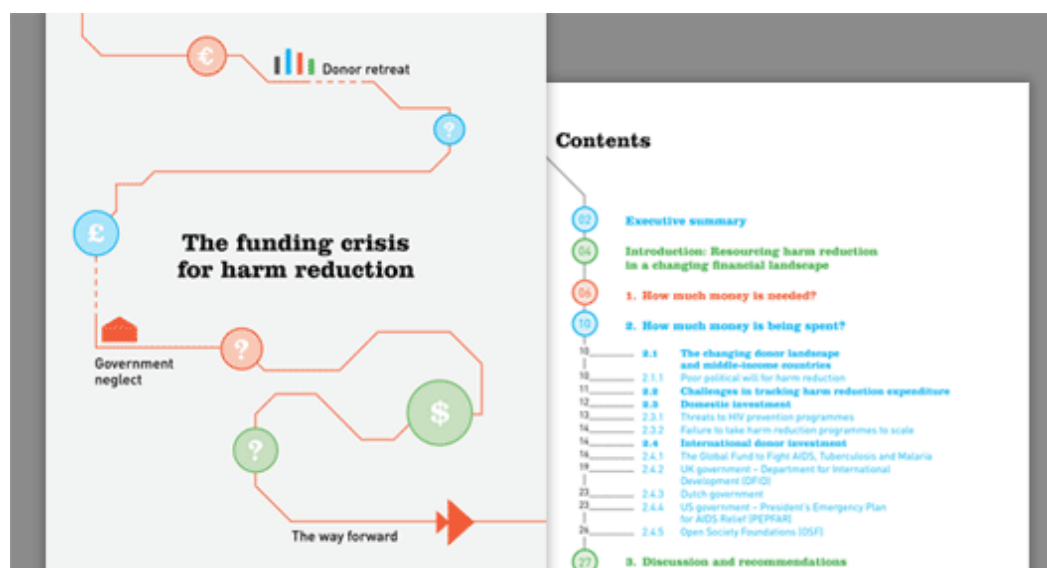 €
Donor retreat
?
£
The funding crisis
for harm reduction
Government
neglect
?
$
?
The way forward
Contents
02 Executive summary
04 Introduction: Resourcing harm reduction
in a changing financial landscape
06 1. How much money is needed?
10 2. How much money is being spent?
10 2.1 The changing donor landscape
and middle-income countries
10 2.1.1 Poor political will for harm reduction
11 2.2 Challenges in tracking harm reduction expenditure
12 2.3 Domestic investment
13 2.3.1 Threats to HIV prevention programmes
14 2.3.2 Failure to take harm reduction programmes to scale
14 2.4 International donor investment
16 2.4.1 The Global Fund to Fight AIDS, Tuberculosis and Malaria
19 2.4.2 UK government – Department for International
Development (DFID)
23 2.4.3 Dutch government
23 2.4.4 US government – President's Emergency Plan
for AIDS Relief (PEPFAR)
26 2.4.5 Open Society Foundations (OSF)
27 3. Discussion and recommendations